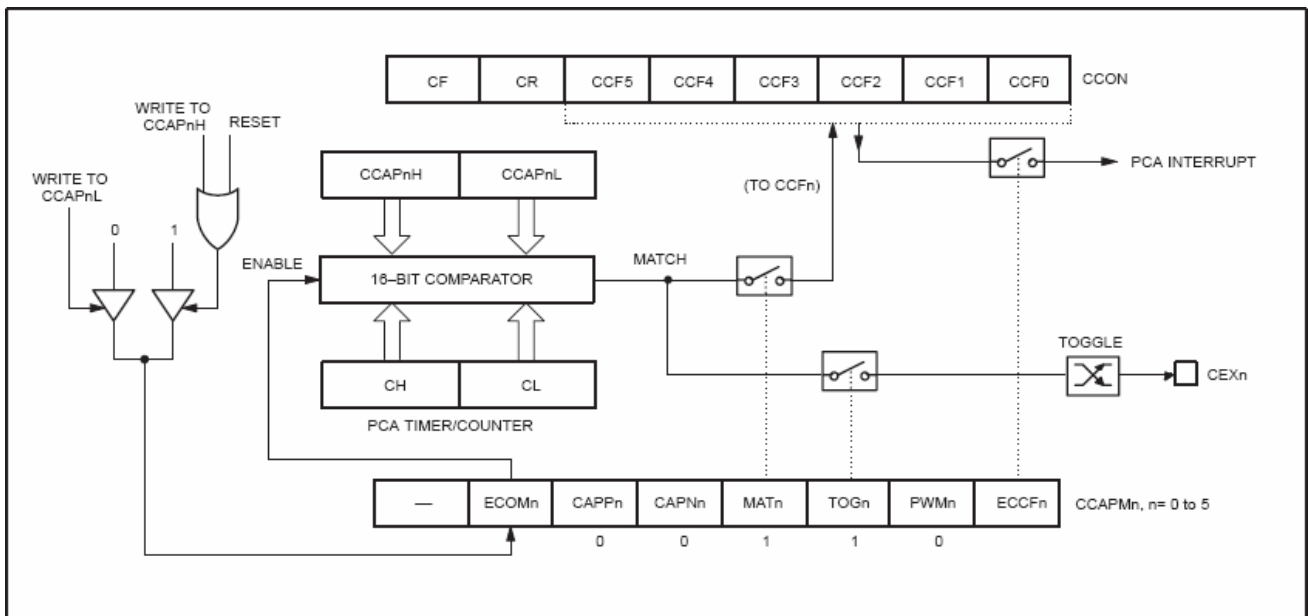 CF CR CCF5 CCF4 CCF3 CCF2 CCF1 CCF0 CCON
WRITE TO
CCAPnH
RESET
WRITE TO
CCAPnL
0 1
CCAPnH CCAPnL
(TO CCFn)
PCA INTERRUPT
ENABLE
16–BIT COMPARATOR
MATCH
TOGGLE
CH CL
CEXn
PCA TIMER/COUNTER
— ECOMn CAPPn CAPNn MATn TOGn PWMn ECCFn CCAPMn, n= 0 to 5
0 0 1 1 0